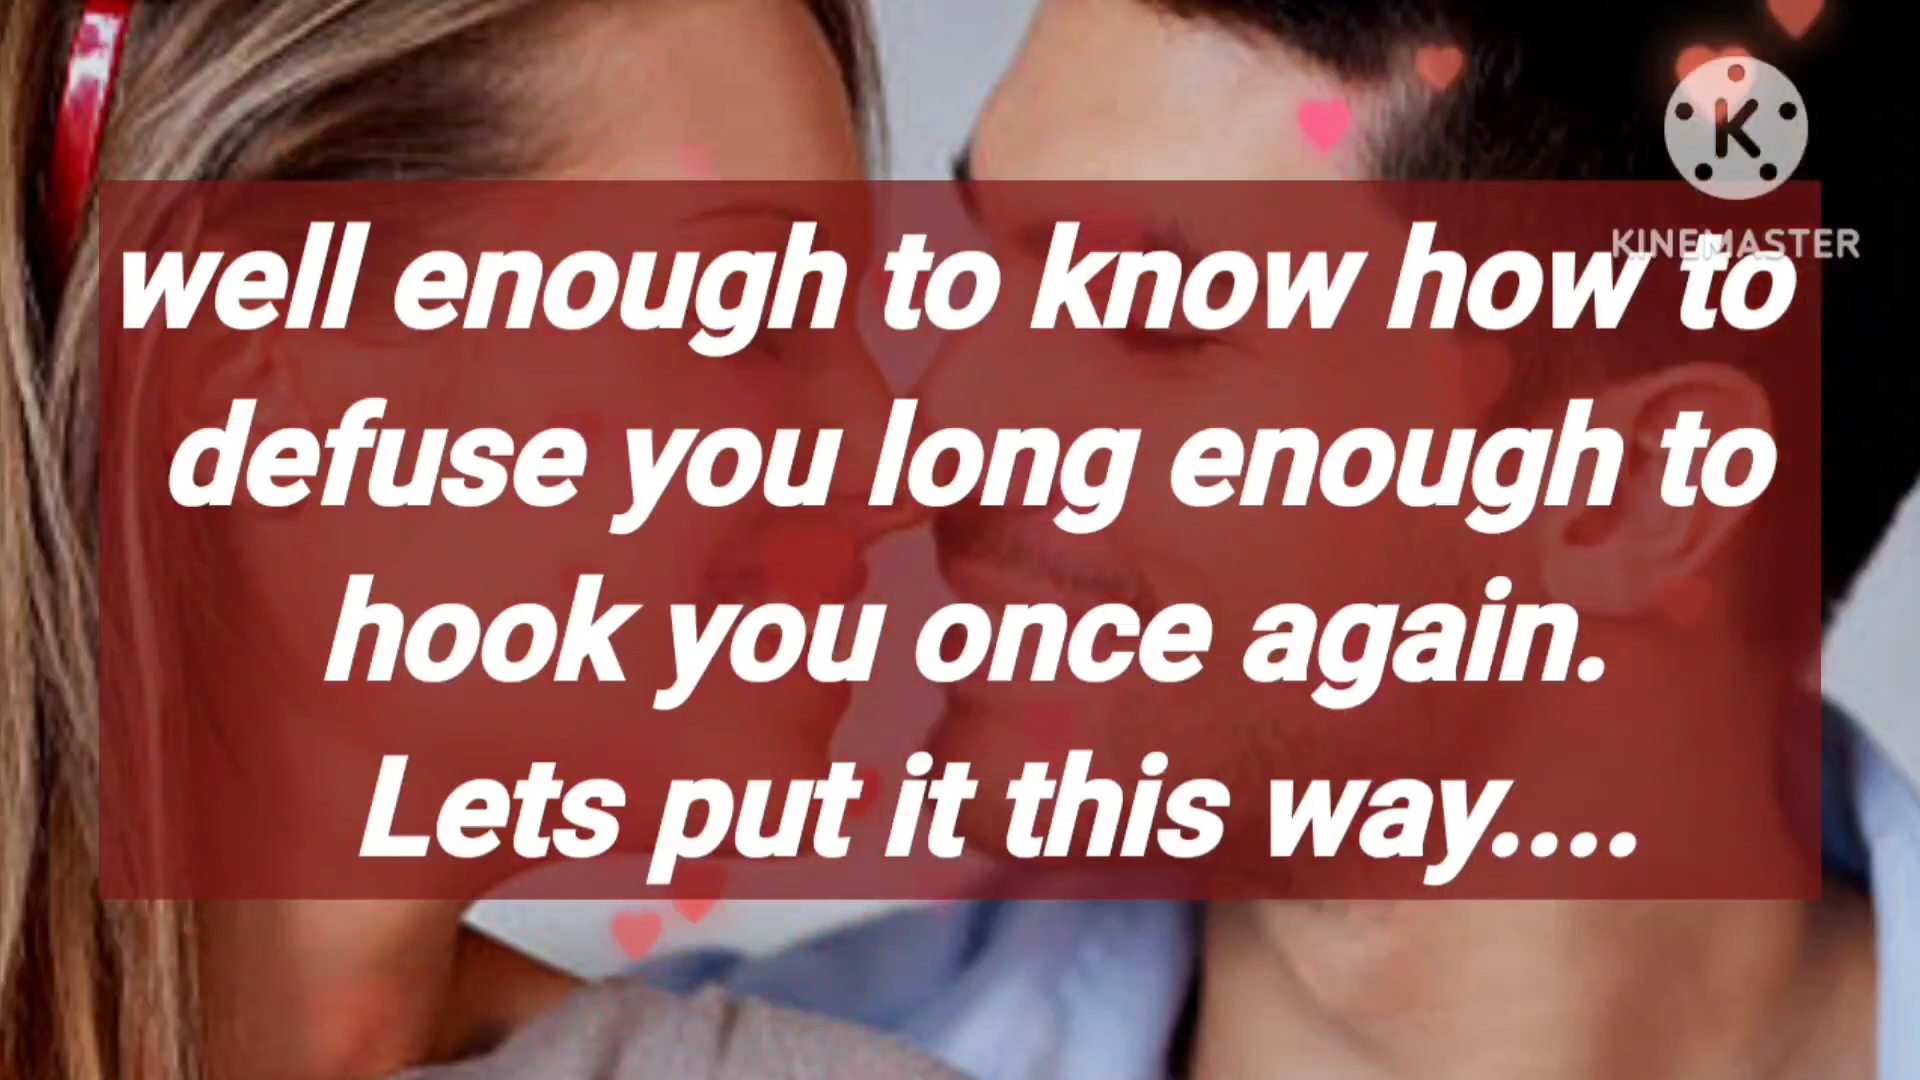 K
KINEMASTER
well enough to know how to
defuse you long enough to
hook you once again.
Lets put it this way....